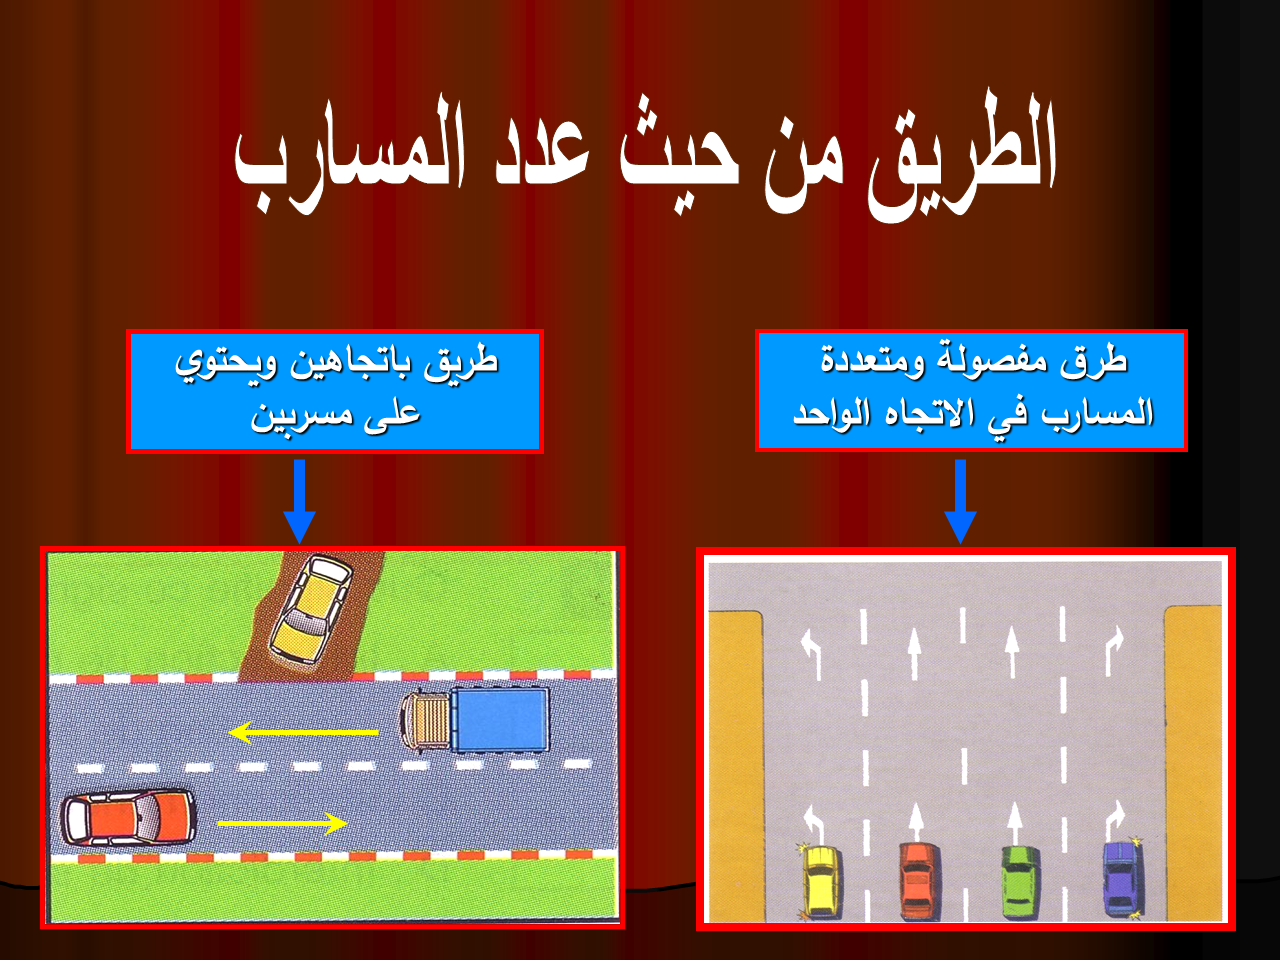 الطريق من حيث عدد المسارب
طرق مفصولة ومتعددة
المسارب في الاتجاه الواحد
طريق باتجاهين ويحتوي
على مسربين